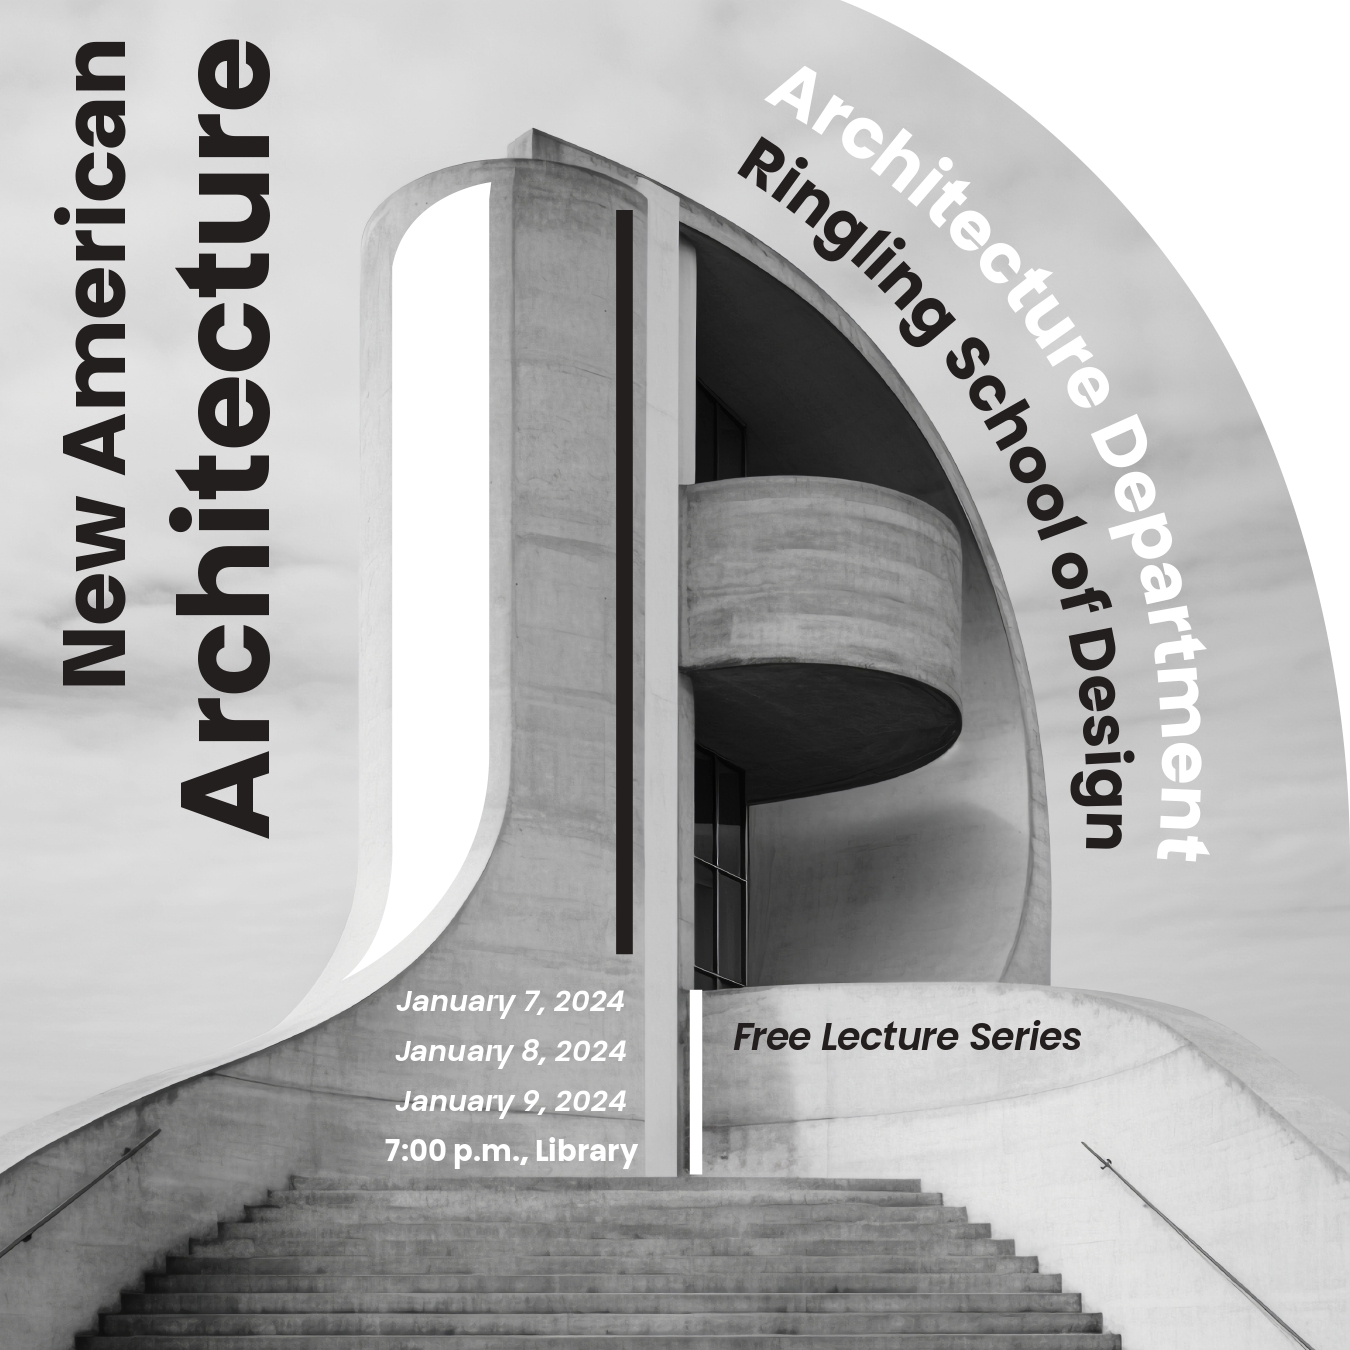 New American
Architecture
Architecture Department
Ringling School of Design
January 7, 2024
January 8, 2024
January 9, 2024
7:00 p.m., Library
Free Lecture Series